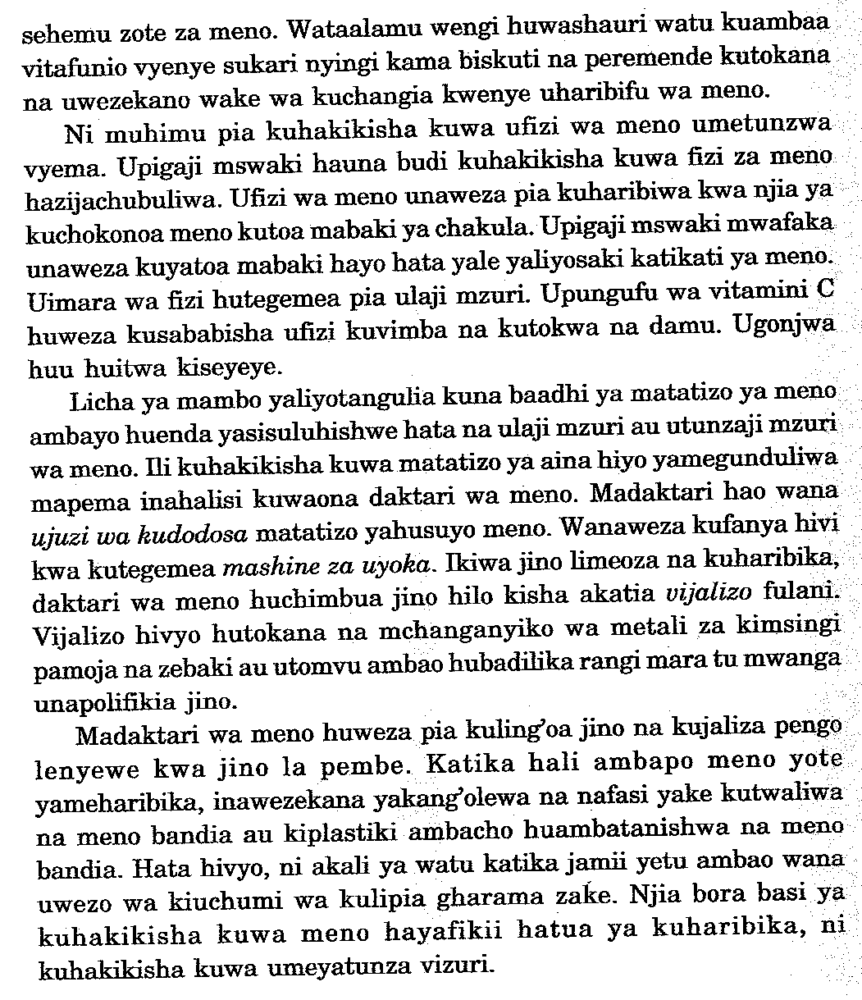 sehemu zote za meno. Wataalamu wengi huwashauri watu kuambaa
vitafunio vyenye sukari nyingi kama biskuti na peremende kutokana
na uwezekano wake wa kuchangia kwenye uharibifu wa meno.
Ni muhimu pia kuhakikisha kuwa ufizi wa meno umetunzwa
vyema. Upigaji mswaki hauna budi kuhakikisha kuwa fizi za meno
hazijachubuliwa. Ufizi wa meno unaweza pia kuharibiwa kwa njia ya
kuchokonoa meno kutoa mabaki ya chakula. Upigaji mswaki mwafaka
unaweza kuyatoa mabaki hayo hata yale yaliyosaki katikati ya meno.
Uimara wa fizi hutegemea pia ulaji mzuri. Upungufu wa vitamini C
huweza kusababisha ufizi kuvimba na kutokwa na damu. Ugonjwa
huu huitwa kiseyeye.
Licha ya mambo yaliyotangulia kuna baadhi ya matatizo ya meno
ambayo huenda yasisuluhishwe hata na ulaji mzuri au utunzaji mzuri
wa meno. Ili kuhakikisha kuwa matatizo ya aina hiyo yamegunduliwa
mapema inahalisi kuwaona daktari wa meno. Madaktari hao wana
ujuzi wa kudodosa matatizo yahusuyo meno. Wanaweza kufanya hivi
kwa kutegemea mashine za uyoka. Ikiwa jino limeoza na kuharibika,
daktari wa meno huchimbua jino hilo kisha akatia vijalizo fulani.
Vijalizo hivyo hutokana na mchanganyiko wa metali za kimsingi
pamoja na zebaki au utomvu ambao hubadilika rangi mara tu mwanga
unapolifikia jino.
Madaktari wa meno huweza pia kuling'oa jino na kujaliza pengo
lenyewe kwa jino la pembe. Katika hali ambapo meno yote
yameharibika, inawezekana yakang'olewa na nafasi yake kutwaliwa
na meno bandia au kiplastiki ambacho huambatanishwa na meno
bandia. Hata hivyo, ni akali ya watu katika jamii yetu ambao wana
uwezo wa kiuchumi wa kulipia gharama zake. Njia bora basi ya
kuhakikisha kuwa meno hayafikii hatua ya kuharibika, ni
kuhakikisha kuwa umeyatunza vizuri.